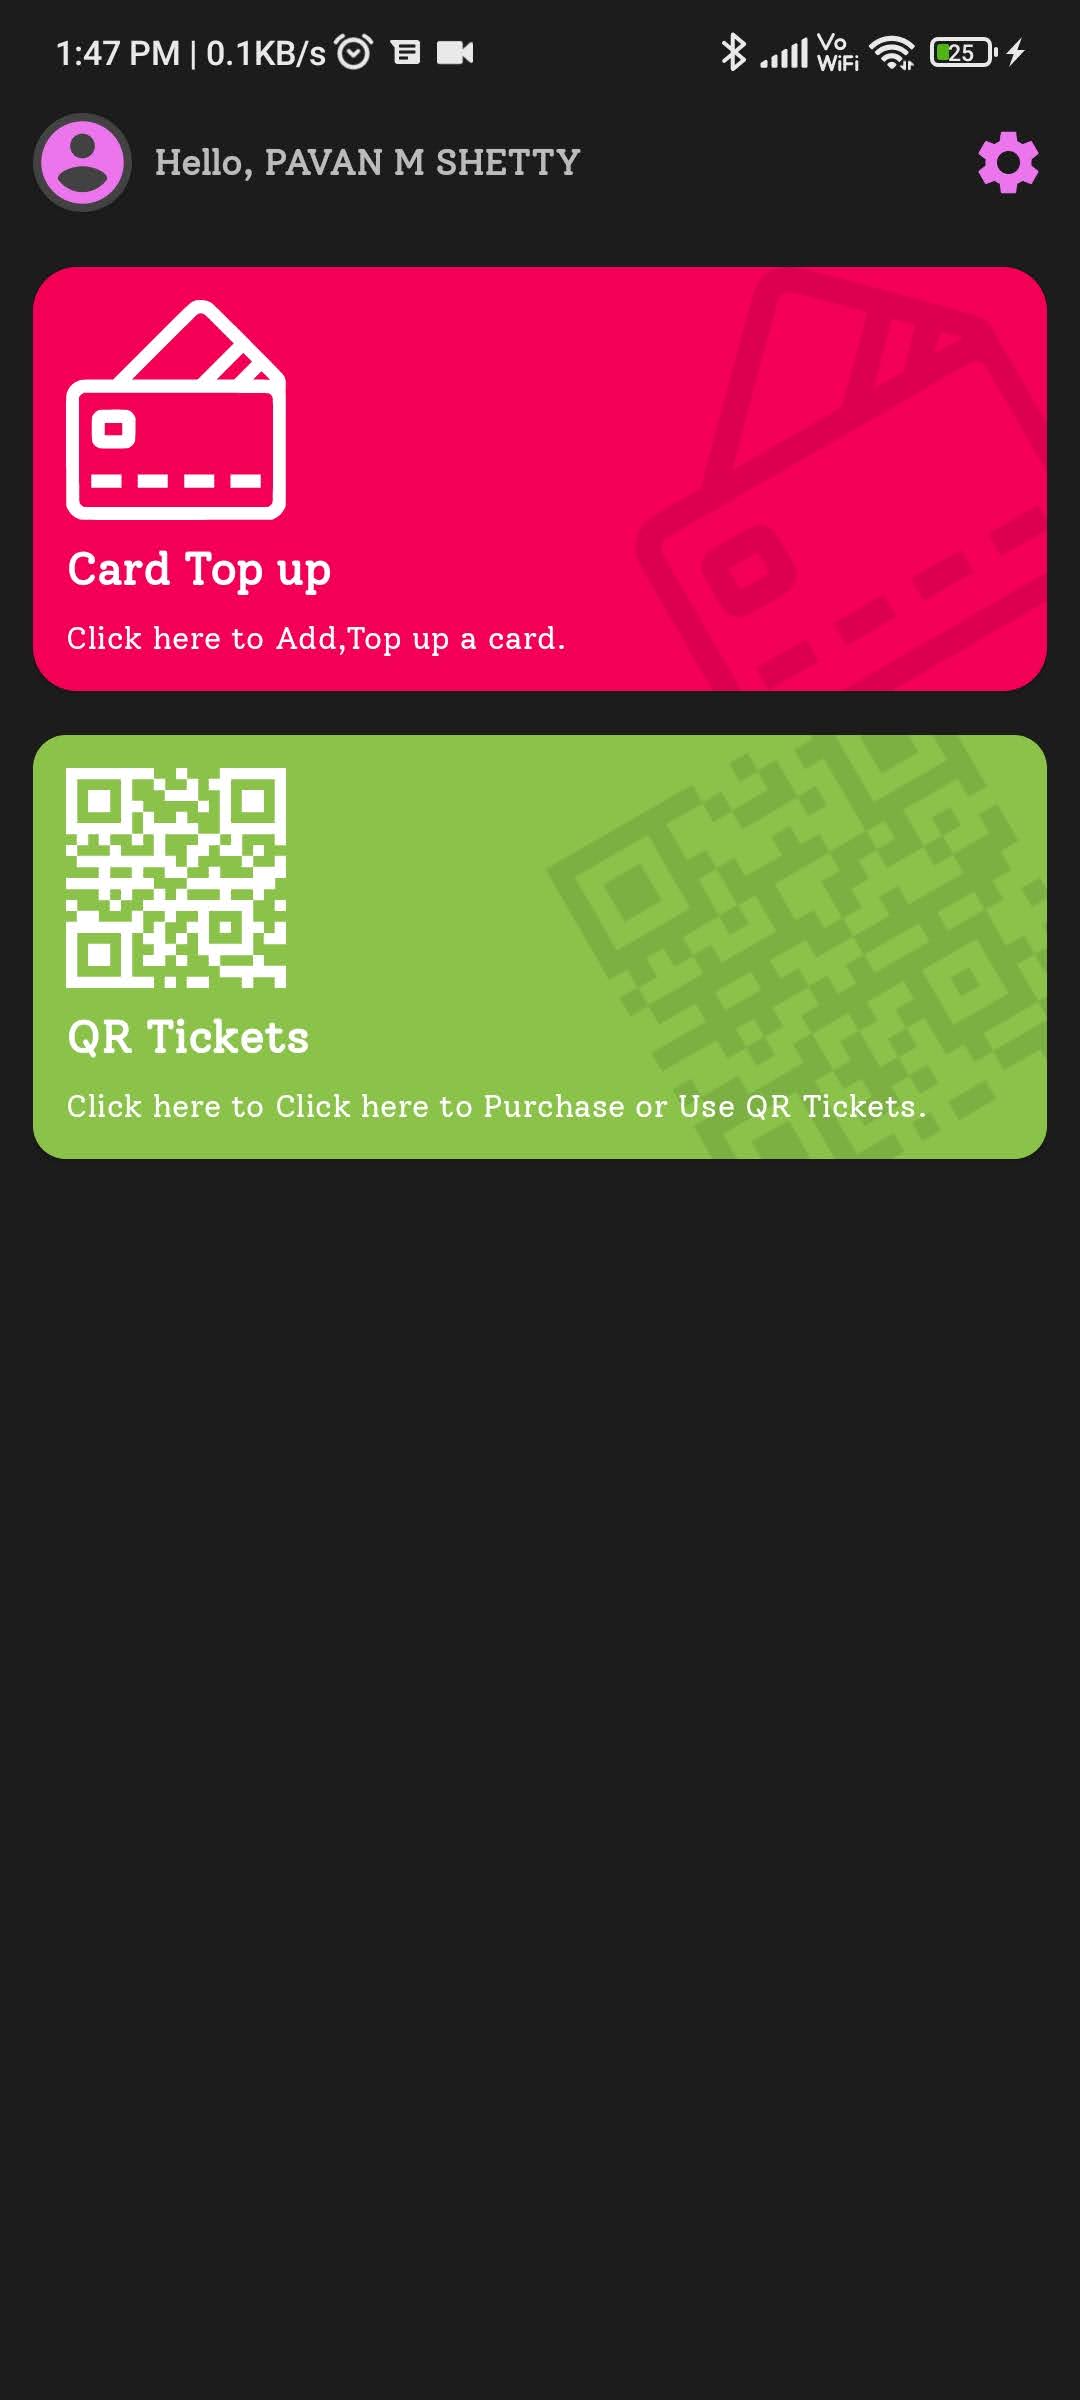 1:47 PM | 0.1KB/s Vo WiFi 25
Hello, PAVAN M SHETTY
Card Top up
Click here to Add,Top up a card.
QR Tickets
Click here to Click here to Purchase or Use QR Tickets.